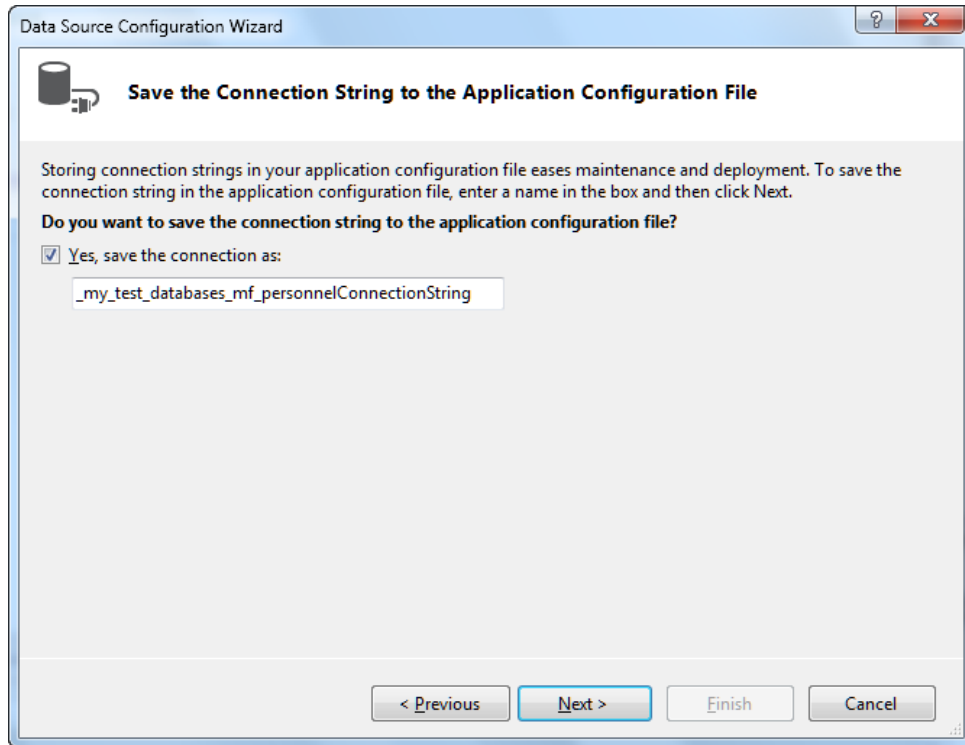 Data Source Configuration Wizard
?
X
Save the Connection String to the Application Configuration File
Storing connection strings in your application configuration file eases maintenance and deployment. To save the
connection string in the application configuration file, enter a name in the box and then click Next.
Do you want to save the connection string to the application configuration file?
Yes, save the connection as:
_my_test_databases_mf_personnelConnectionString
< Previous
Next >
Finish
Cancel